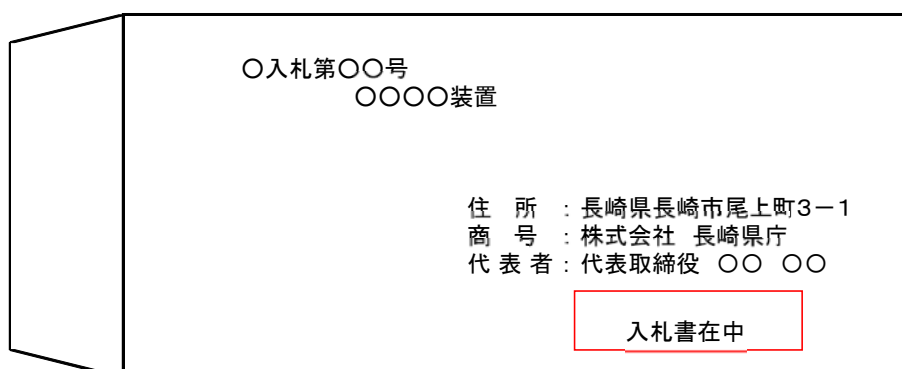 ○入札第○○号
○○○○装置
住　所　：長崎県長崎市尾上町3－1
商　号　：株式会社　長崎県庁
代 表 者：代表取締役　○○　○○
入札書在中